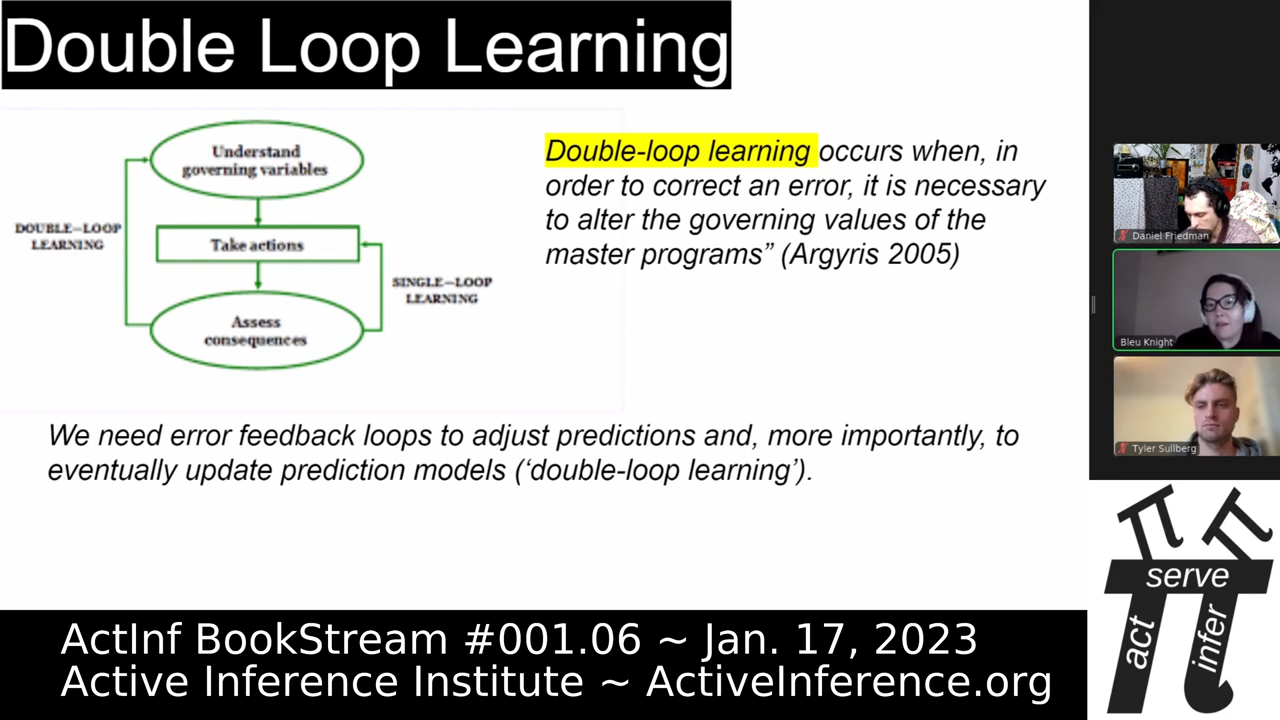 Double Loop Learning
Understand
governing variables
DOUBLE–LOOP
LEARNING
Take actions
SINGLE–LOOP
LEARNING
Assess
consequences
Double-loop learning occurs when, in
order to correct an error, it is necessary
to alter the governing values of the
master programs” (Argyris 2005)
We need error feedback loops to adjust predictions and, more importantly, to
eventually update prediction models (‘double-loop learning’).
Daniel Friedman
Bleu Knight
Tyler Sullberg
serve
act
infer
ActInf BookStream #001.06 ~ Jan. 17, 2023
Active Inference Institute ~ ActiveInference.org